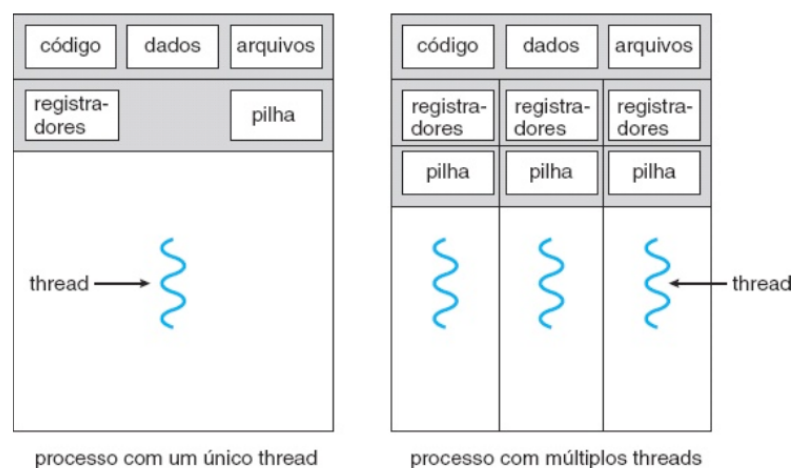 código dados arquivos
registra-
dores
pilha
thread
processo com um único thread
código dados arquivos
registra-
dores
registra-
dores
registra-
dores
pilha pilha pilha
thread
processo com múltiplos threads